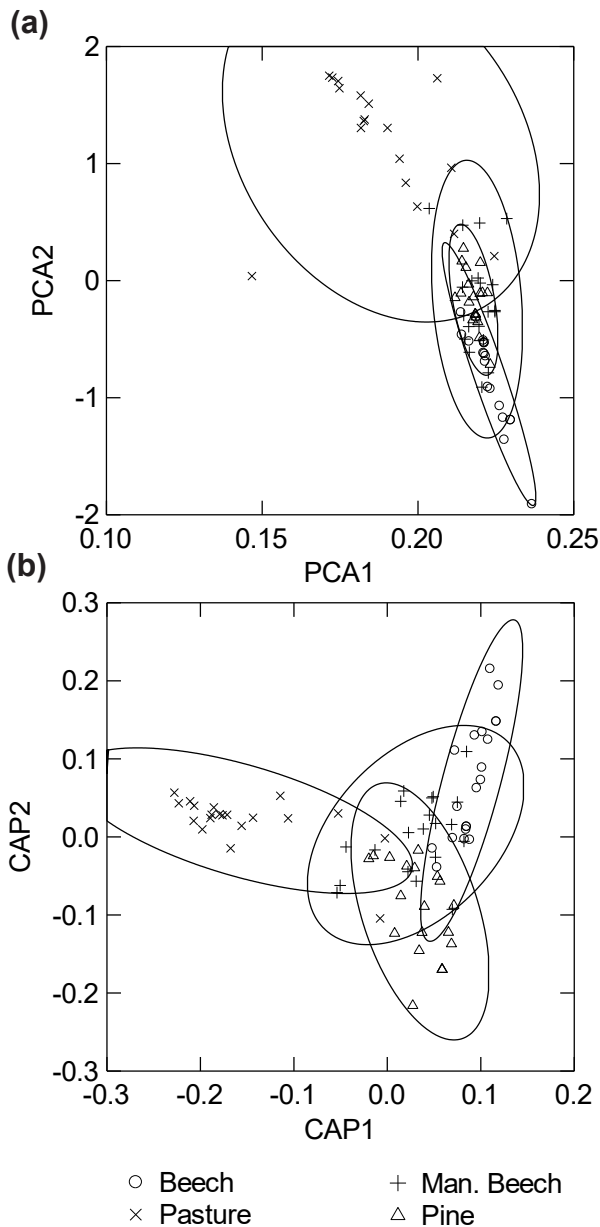 (a)
2
1
0
-1
-2
PCA2
0.10 0.15 0.20 0.25
PCA1
(b)
0.3
0.2
0.1
0.0
-0.1
-0.2
-0.3
CAP2
-0.3 -0.2 -0.1 0.0 0.1 0.2
CAP1
Beech Man. Beech
Pasture Pine